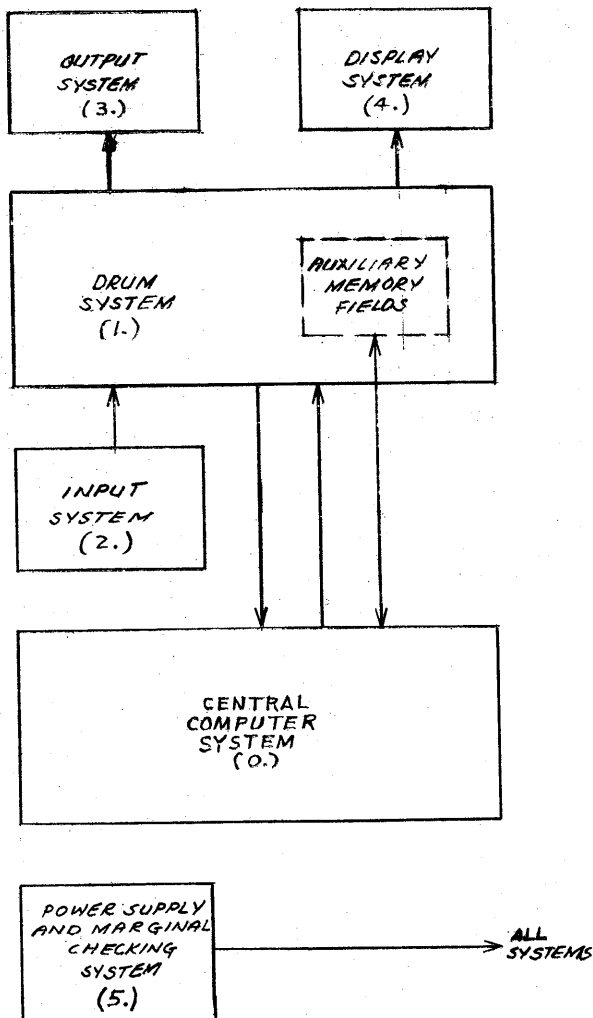 OUTPUT
SYSTEM
(3.)
DISPLAY
SYSTEM
(4.)
DRUM
SYSTEM
(1.)
AUXILIARY
MEMORY
FIELDS
INPUT
SYSTEM
(2.)
CENTRAL
COMPUTER
SYSTEM
(0.)
POWER SUPPLY
AND MARGINAL
CHECKING
SYSTEM
(5.)
ALL
SYSTEMS